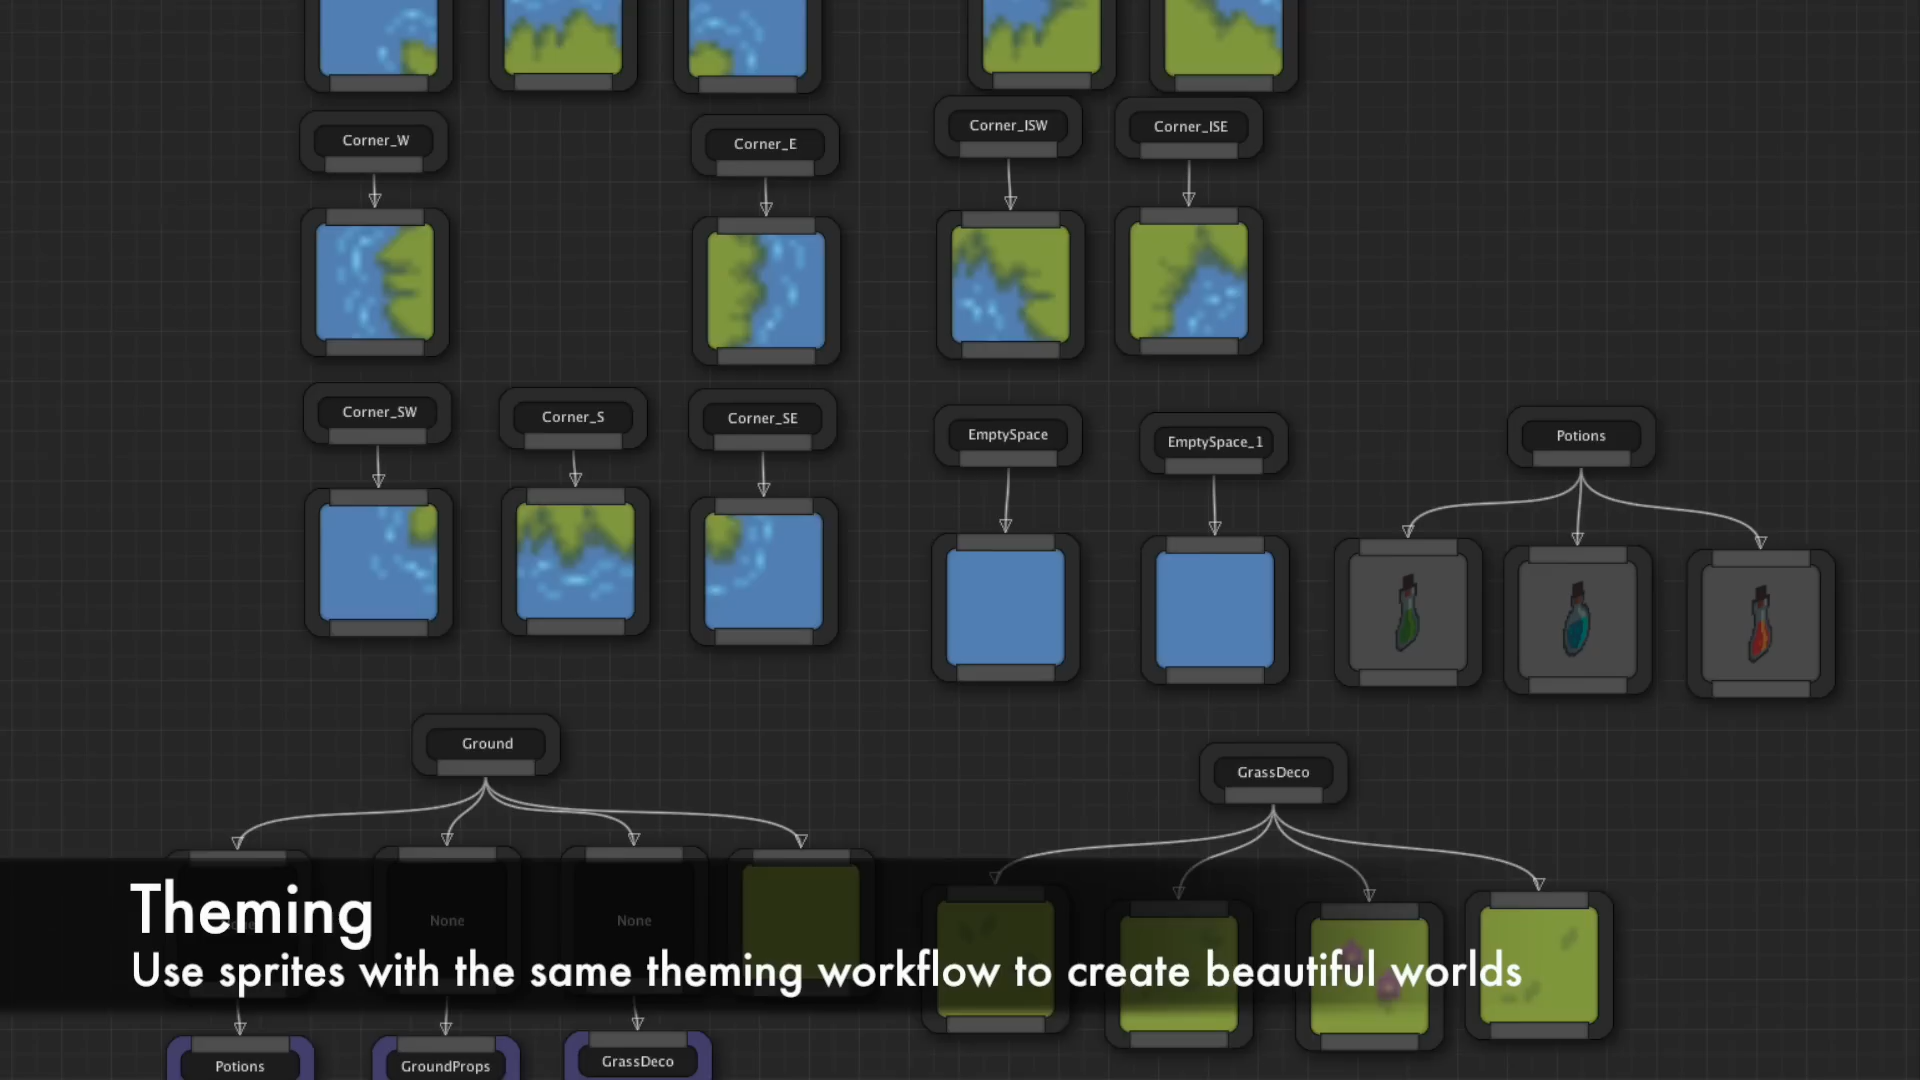 Corner_W
Corner_E
Corner_ISW
Corner_ISE
Corner_SW
Corner_S
Corner_SE
EmptySpace
EmptySpace_1
Potions
Ground
GrassDeco
None
None
Theming
Use sprites with the same theming workflow to create beautiful worlds
Potions
GroundProps
GrassDeco